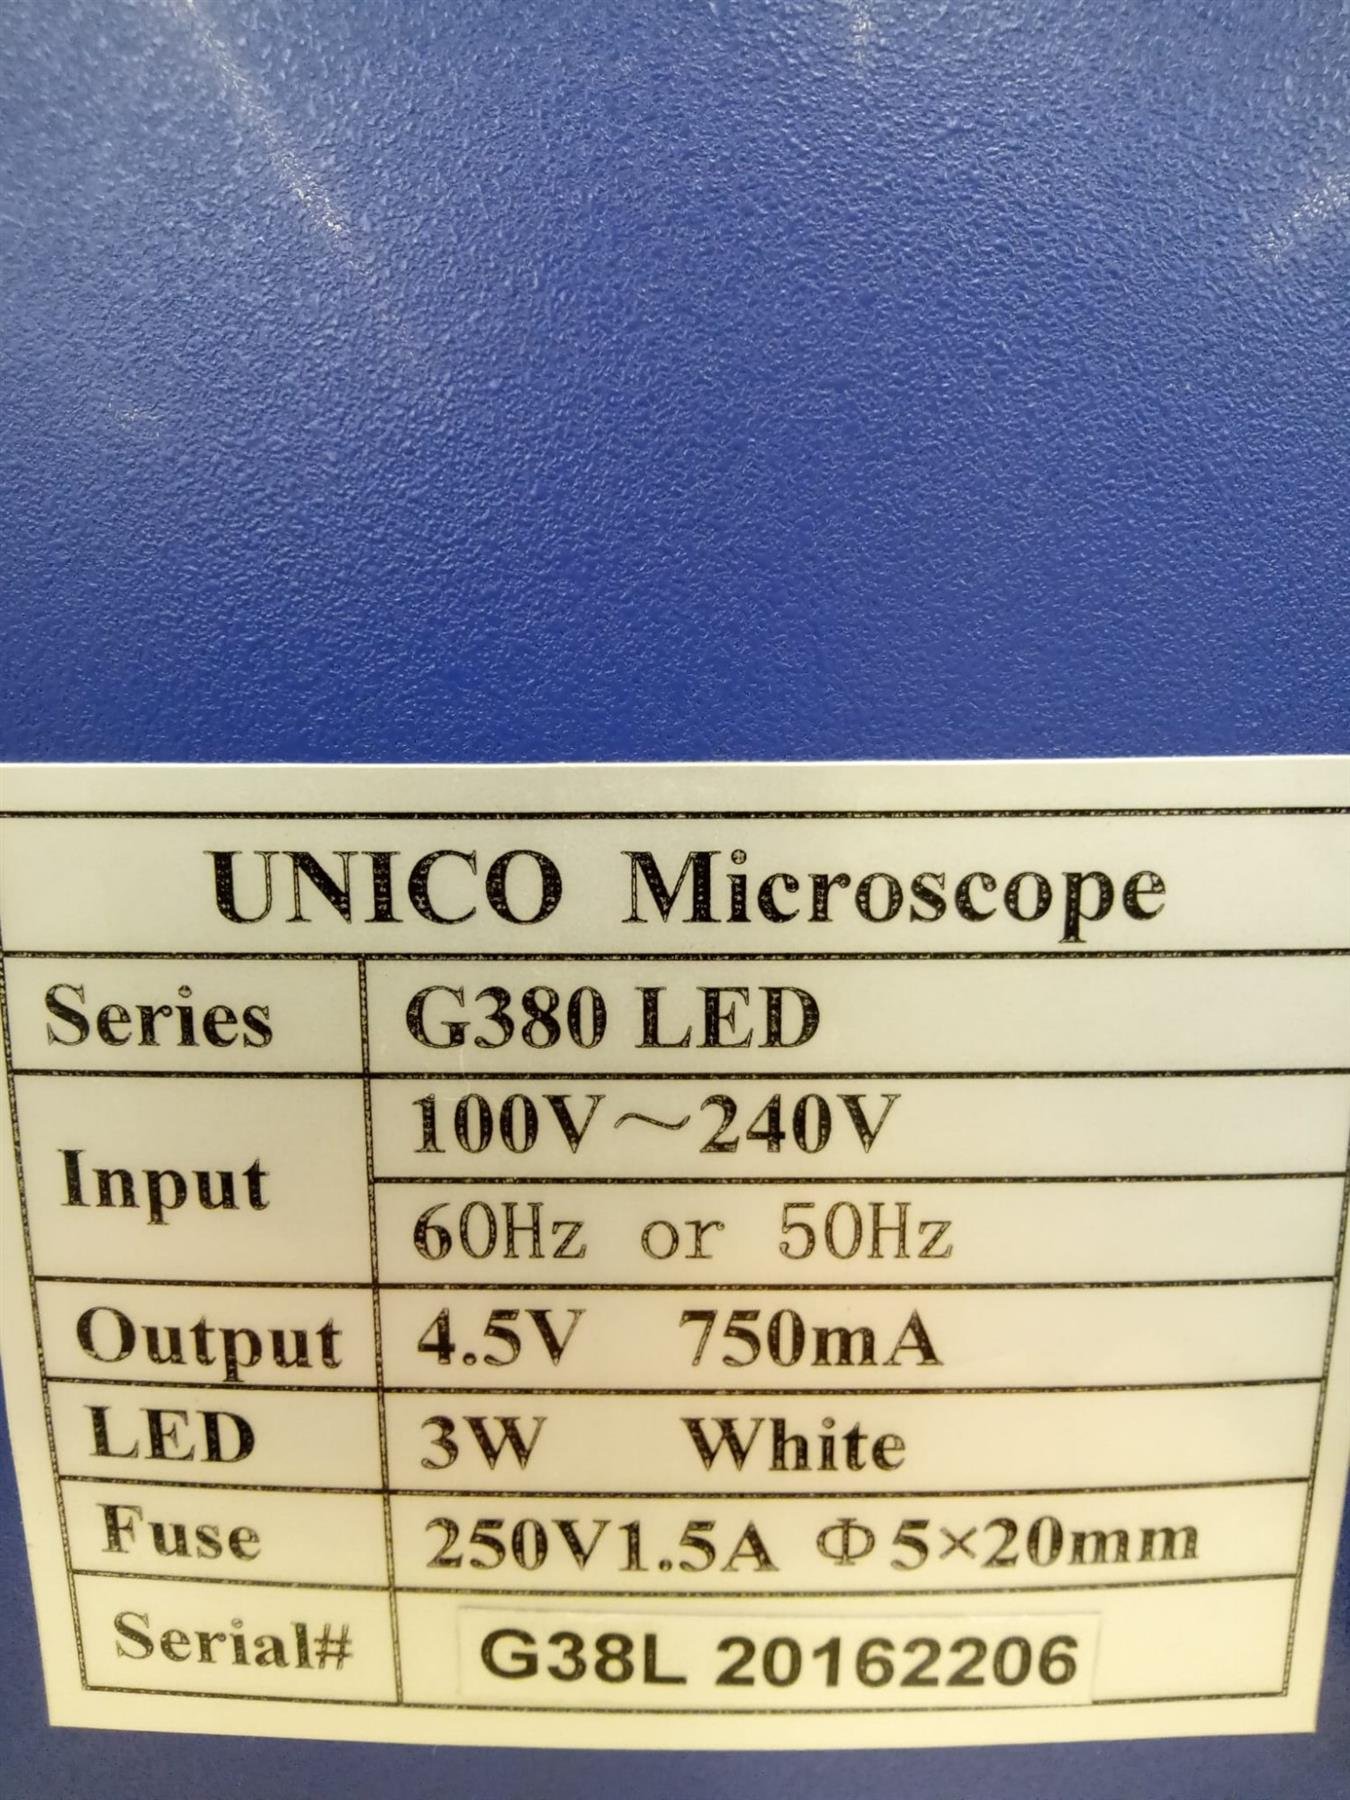 UNICO Microscope
Series G380 LED
Input 100V～240V
60Hz or 50Hz
Output 4.5V 750mA
LED 3W White
Fuse 250V1.5A Φ5×20mm
Serial# G38L 20162206